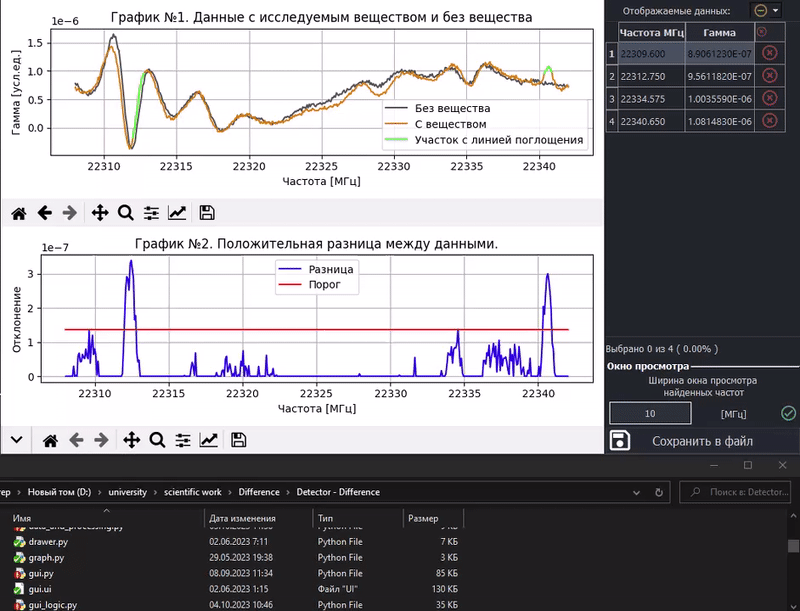 График №1. Данные с исследуемым веществом и без вещества
1e−6
1.5
1.0
0.5
0.0
Гамма [усл.ед.]
Без вещества
С веществом
Участок с линией поглощения
22310 22315 22320 22325 22330 22335 22340
Частота [МГц]
График №2. Положительная разница между данными.
1e−7
3
2
1
0
Отклонение
Разница
Порог
22310 22315 22320 22325 22330 22335 22340
Частота [МГц]
Отображаемые данные:
Частота МГц Гамма
1 22309.600 8.9061230E-07
2 22312.750 9.5611820E-07
3 22334.575 1.0035590E-06
4 22340.650 1.0814830E-06
Выбрано 0 из 4 ( 0.00% )
Окно просмотра
Ширина окна просмотра
найденных частот
10 [МГц]
Сохранить в файл
тер › Новый том (D:) › university › scientific work › Difference › Detector - Difference
Поиск в: Detector...
Имя Дата изменения Тип Размер
data_and_processing.py Python File
drawer.py 02.06.2023 7:11 Python File 7 КБ
graph.py 29.05.2023 19:38 Python File 3 КБ
gui.py 08.09.2023 11:34 Python File 85 КБ
gui.ui 02.06.2023 1:15 Файл "UI" 130 КБ
gui_logic.py 04.10.2023 10:46 Python File 35 КБ